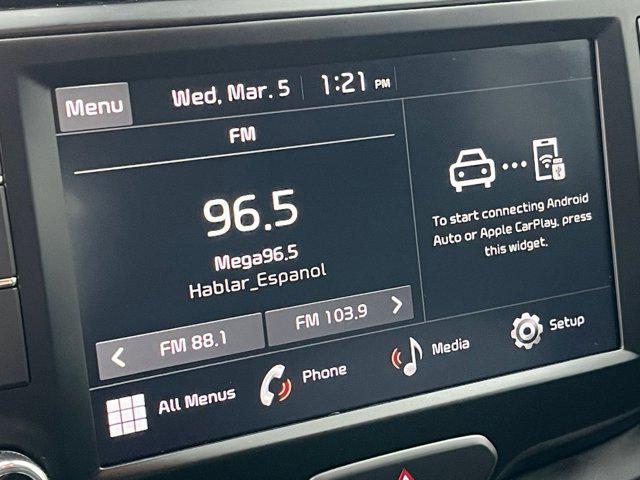 Menu
Wed, Mar. 5
1:21 PM
FM
96.5
Mega96.5
Hablar_Espanol
FM 88.1
FM 103.9
To start connecting Android
Auto or Apple CarPlay, press
this widget.
All Menus
Phone
Media
Setup